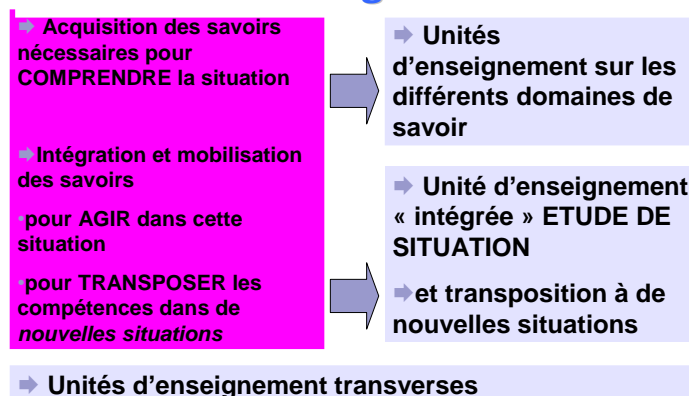 ⇒ Acquisition des savoirs
nécessaires pour
COMPRENDRE la situation
⇒Intégration et mobilisation
des savoirs
•pour AGIR dans cette
situation
•pour TRANSPOSER les
compétences dans de
nouvelles situations
⇒ Unités
d'enseignement sur les
différents domaines de
savoir
⇒ Unité d'enseignement
« intégrée » ETUDE DE
SITUATION
⇒et transposition à de
nouvelles situations
⇒ Unités d'enseignement transverses